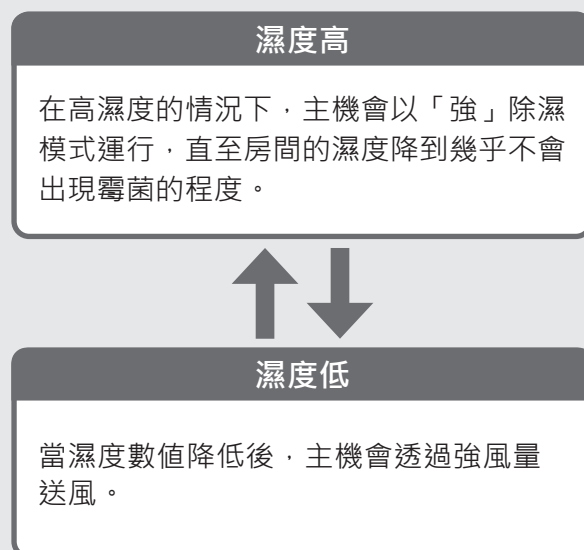 濕度高
在高濕度的情況下，主機會以「強」除濕
模式運行，直至房間的濕度降到幾乎不會
出現霉菌的程度。
濕度低
當濕度數值降低後，主機會透過強風量
送風。